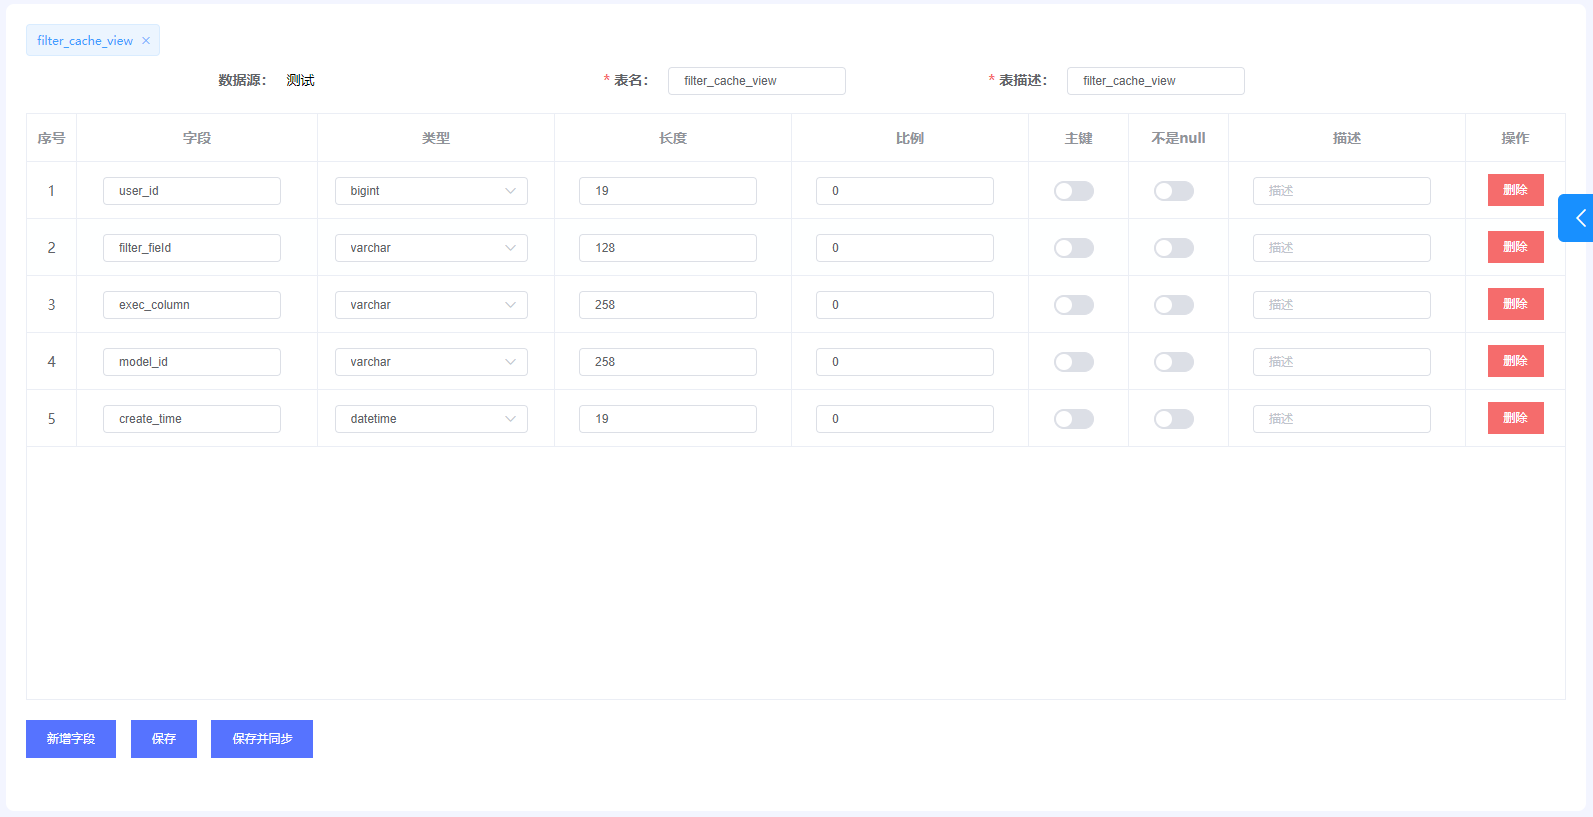 filter_cache_view ×
数据源： 测试 * 表名： filter_cache_view * 表描述： filter_cache_view
序号 字段 类型 长度 比例 主键 不是null 描述 操作
1 user_id bigint 19 0 描述 删除
2 filter_field varchar 128 0 描述 删除
3 exec_column varchar 258 0 描述 删除
4 model_id varchar 258 0 描述 删除
5 create_time datetime 19 0 描述 删除
新增字段 保存 保存并同步